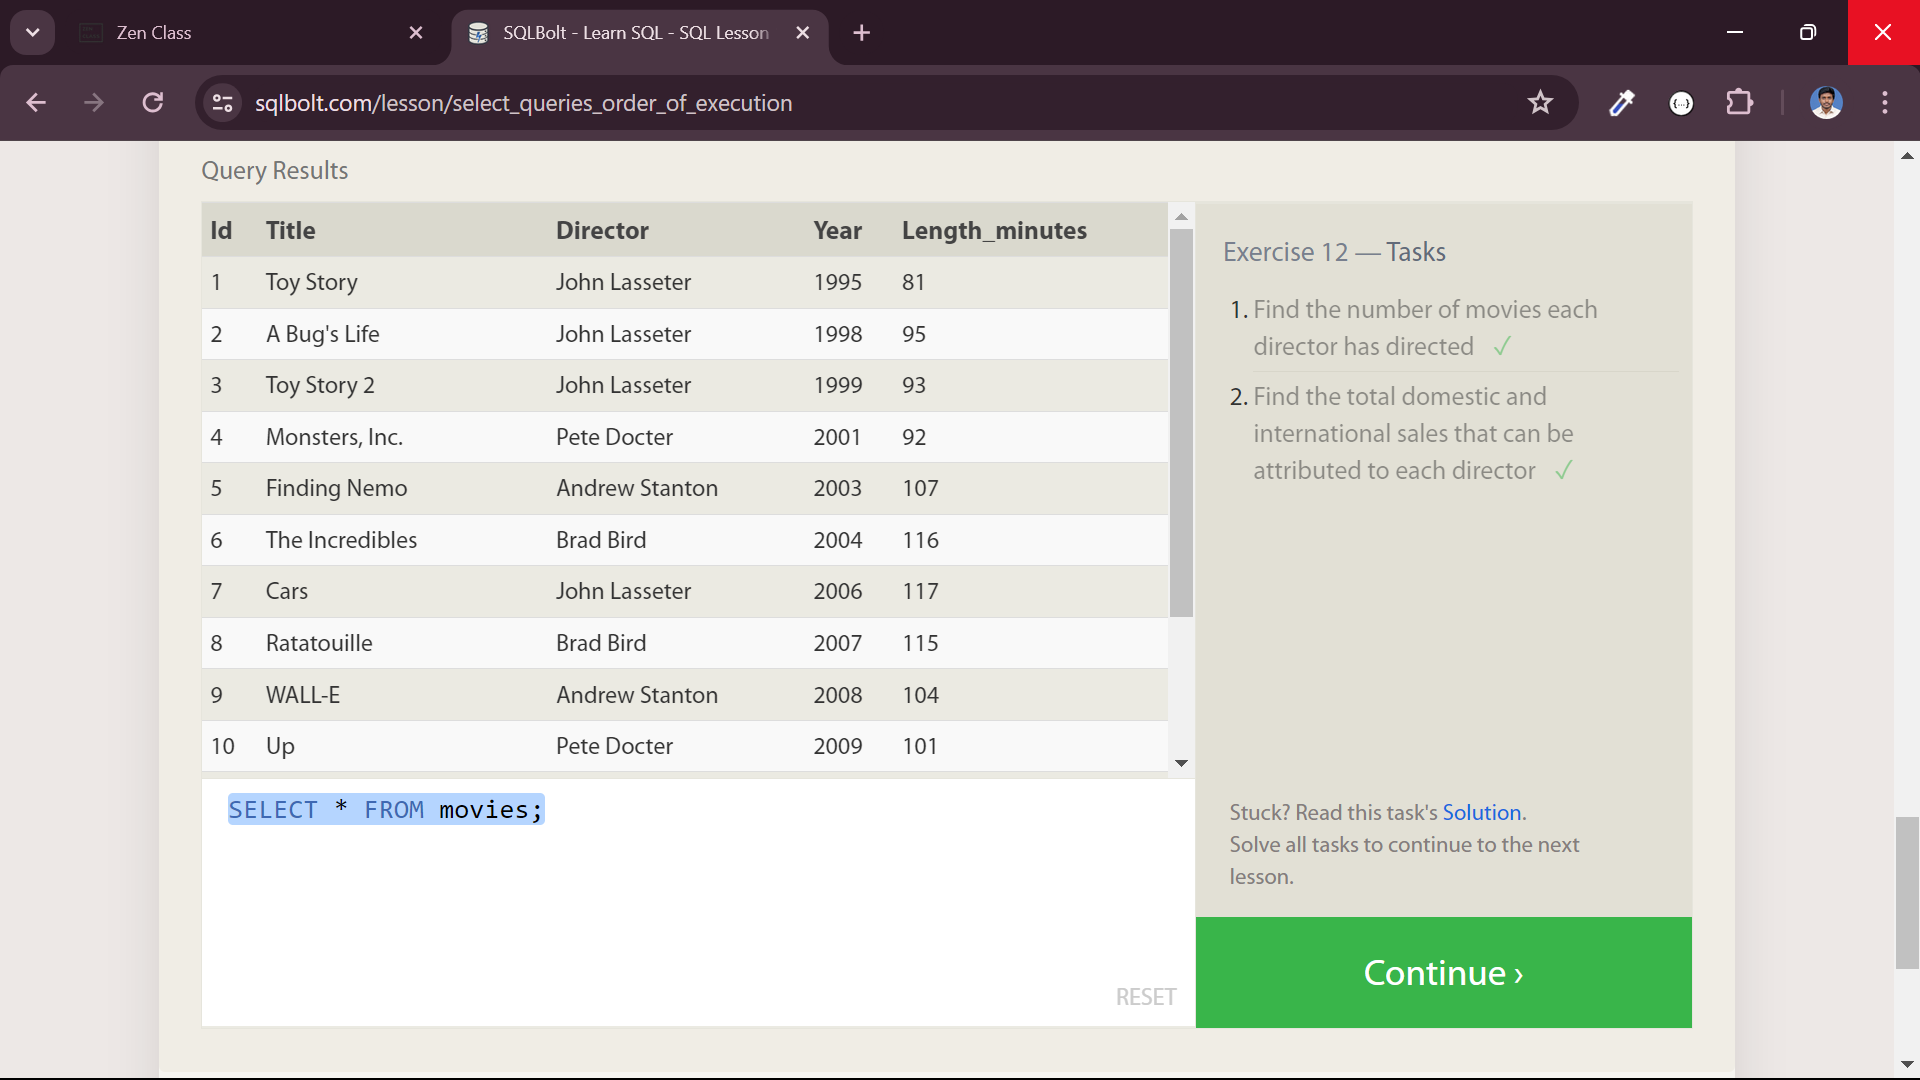 Zen Class
SQLBolt - Learn SQL - SQL Lesson
sqlbolt.com/lesson/select_queries_order_of_execution
Query Results
Id Title Director Year Length_minutes
1 Toy Story John Lasseter 1995 81
2 A Bug's Life John Lasseter 1998 95
3 Toy Story 2 John Lasseter 1999 93
4 Monsters, Inc. Pete Docter 2001 92
5 Finding Nemo Andrew Stanton 2003 107
6 The Incredibles Brad Bird 2004 116
7 Cars John Lasseter 2006 117
8 Ratatouille Brad Bird 2007 115
9 WALL-E Andrew Stanton 2008 104
10 Up Pete Docter 2009 101
SELECT * FROM movies;
RESET
Exercise 12 — Tasks
1. Find the number of movies each
director has directed ✓
2. Find the total domestic and
international sales that can be
attributed to each director ✓
Stuck? Read this task's Solution.
Solve all tasks to continue to the next
lesson.
Continue ›